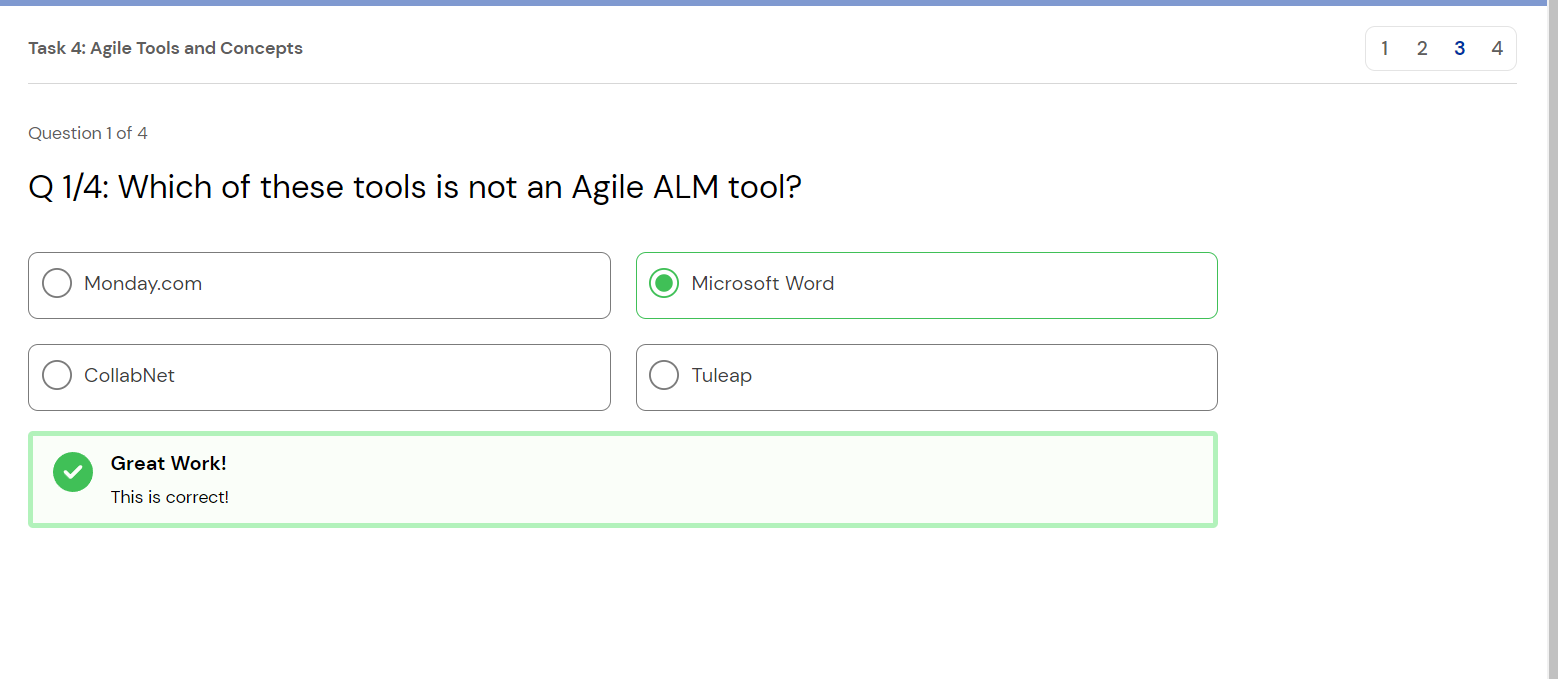 Task 4: Agile Tools and Concepts
1 2 3 4
Question 1 of 4
Q 1/4: Which of these tools is not an Agile ALM tool?
Monday.com
Microsoft Word
CollabNet
Tuleap
Great Work!
This is correct!